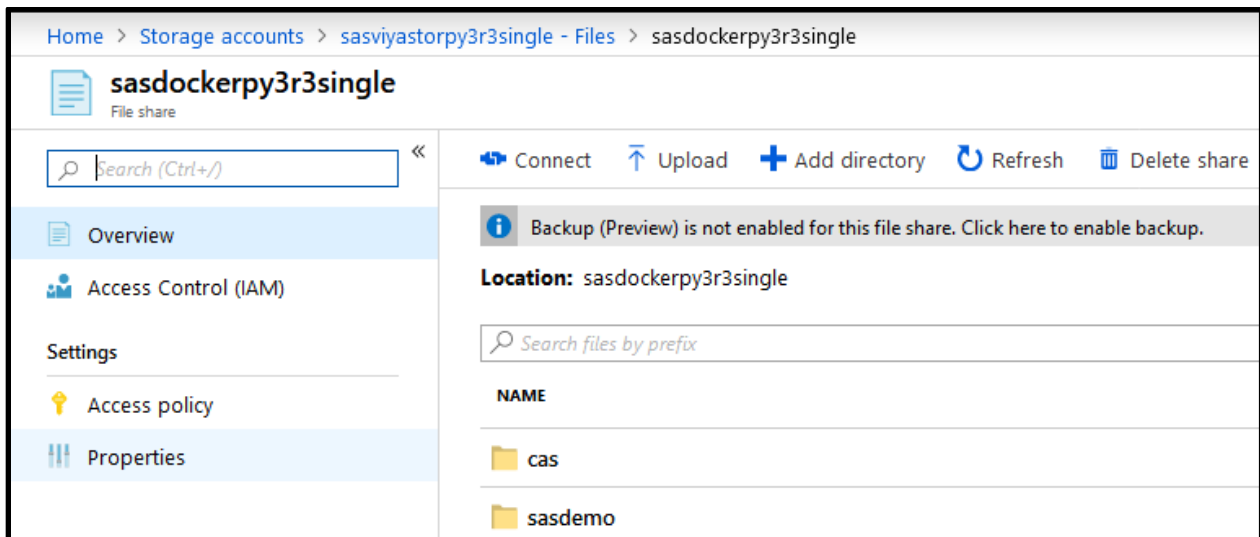 Home > Storage accounts > sasviyastorpy3r3single - Files > sasdockerpy3r3single
sasdockerpy3r3single
File share
Search (Ctrl+/)
«
Overview
Access Control (IAM)
Settings
Access policy
Properties
Connect Upload Add directory Refresh Delete share
Backup (Preview) is not enabled for this file share. Click here to enable backup.
Location: sasdockerpy3r3single
Search files by prefix
NAME
cas
sasdemo